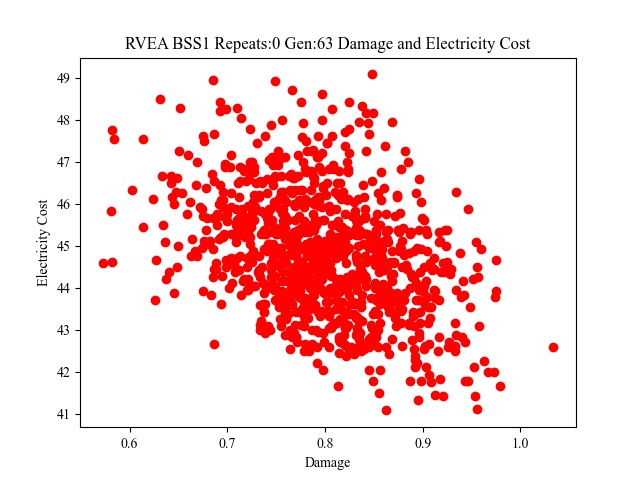 RVEA BSS1 Repeats:0 Gen:63 Damage and Electricity Cost
49
48
47
46
45
44
43
42
41
Electricity Cost
0.6 0.7 0.8 0.9 1.0
Damage